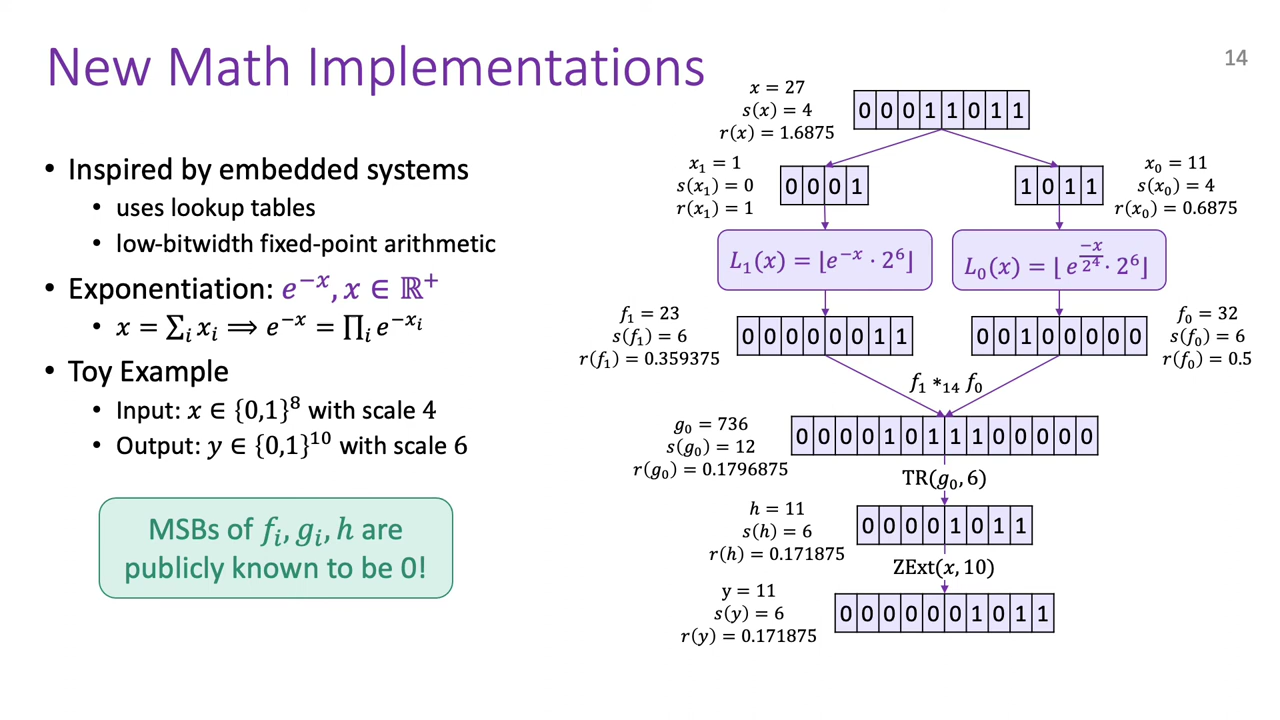 New Math Implementations
14
• Inspired by embedded systems
• uses lookup tables
• low-bitwidth fixed-point arithmetic
• Exponentiation: e^{−x}, x ∈ ℝ^+
• x = ∑_i x_i ⟹ e^{−x} = ∏_i e^{−x_i}
• Toy Example
• Input: x ∈ {0,1}^8 with scale 4
• Output: y ∈ {0,1}^{10} with scale 6
MSBs of f_i, g_i, h are
publicly known to be 0!
x = 27
s(x) = 4
r(x) = 1.6875
0 0 0 1 1 0 1 1
x_1 = 1
s(x_1) = 0
r(x_1) = 1
0 0 0 1
1 0 1 1
x_0 = 11
s(x_0) = 4
r(x_0) = 0.6875
L_1(x) = ⌊e^{−x} · 2^6⌋
L_0(x) = ⌊e^{\frac{−x}{2^4}} · 2^6⌋
f_1 = 23
s(f_1) = 6
r(f_1) = 0.359375
0 0 0 0 0 0 1 1
0 0 1 0 0 0 0 0
f_0 = 32
s(f_0) = 6
r(f_0) = 0.5
f_1 *_{14} f_0
g_0 = 736
s(g_0) = 12
r(g_0) = 0.1796875
0 0 0 0 1 0 1 1 1 0 0 0 0 0
TR(g_0, 6)
h = 11
s(h) = 6
r(h) = 0.171875
0 0 0 0 1 0 1 1
ZExt(x, 10)
y = 11
s(y) = 6
r(y) = 0.171875
0 0 0 0 0 0 1 0 1 1